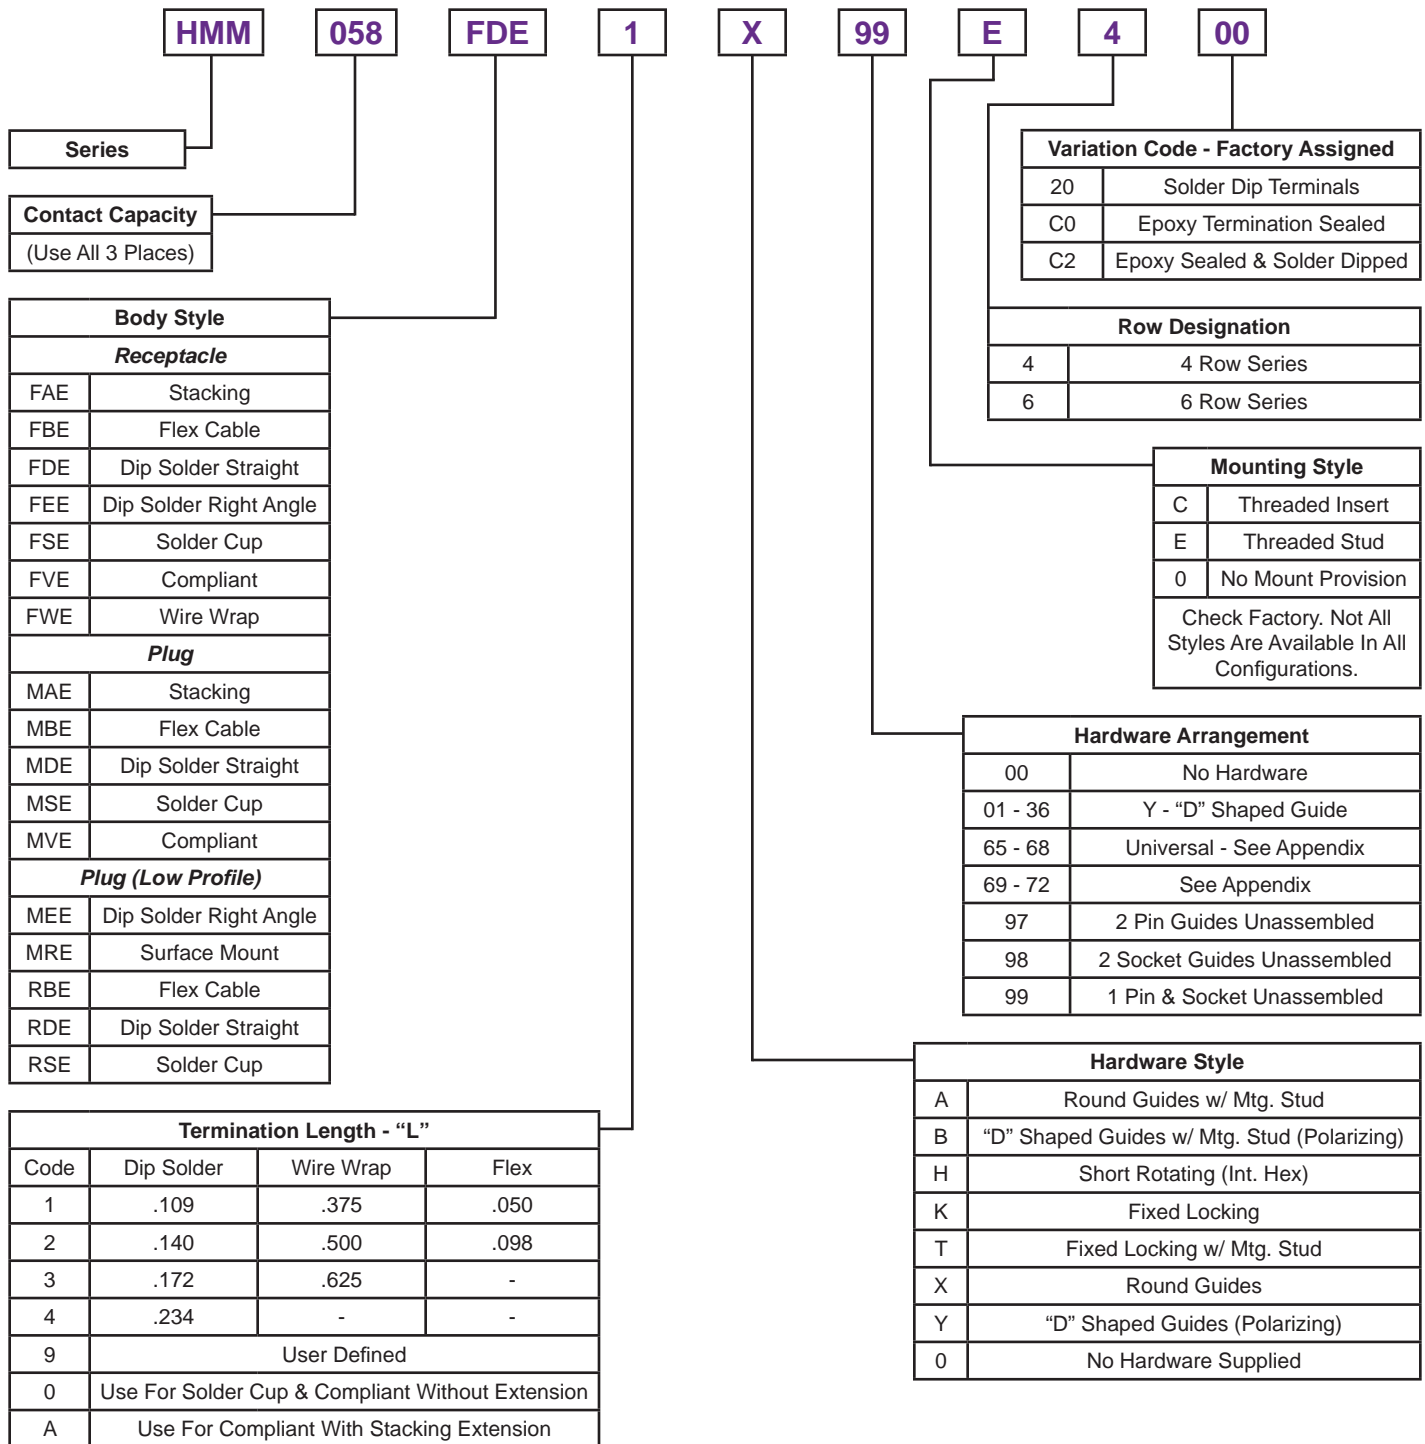 HMM 058 FDE 1 X 99 E 4 00
Series
Contact Capacity
(Use All 3 Places)
Body Style
Receptacle
FAE Stacking
FBE Flex Cable
FDE Dip Solder Straight
FEE Dip Solder Right Angle
FSE Solder Cup
FVE Compliant
FWE Wire Wrap
Plug
MAE Stacking
MBE Flex Cable
MDE Dip Solder Straight
MSE Solder Cup
MVE Compliant
Plug (Low Profile)
MEE Dip Solder Right Angle
MRE Surface Mount
RBE Flex Cable
RDE Dip Solder Straight
RSE Solder Cup
Termination Length - “L”
Code Dip Solder Wire Wrap Flex
1 .109 .375 .050
2 .140 .500 .098
3 .172 .625 -
4 .234 - -
9 User Defined
0 Use For Solder Cup & Compliant Without Extension
A Use For Compliant With Stacking Extension
Variation Code - Factory Assigned
20 Solder Dip Terminals
C0 Epoxy Termination Sealed
C2 Epoxy Sealed & Solder Dipped
Row Designation
4 4 Row Series
6 6 Row Series
Mounting Style
C Threaded Insert
E Threaded Stud
0 No Mount Provision
Check Factory. Not All
Styles Are Available In All
Configurations.
Hardware Arrangement
00 No Hardware
01 - 36 Y - “D” Shaped Guide
65 - 68 Universal - See Appendix
69 - 72 See Appendix
97 2 Pin Guides Unassembled
98 2 Socket Guides Unassembled
99 1 Pin & Socket Unassembled
Hardware Style
A Round Guides w/ Mtg. Stud
B “D” Shaped Guides w/ Mtg. Stud (Polarizing)
H Short Rotating (Int. Hex)
K Fixed Locking
T Fixed Locking w/ Mtg. Stud
X Round Guides
Y “D” Shaped Guides (Polarizing)
0 No Hardware Supplied